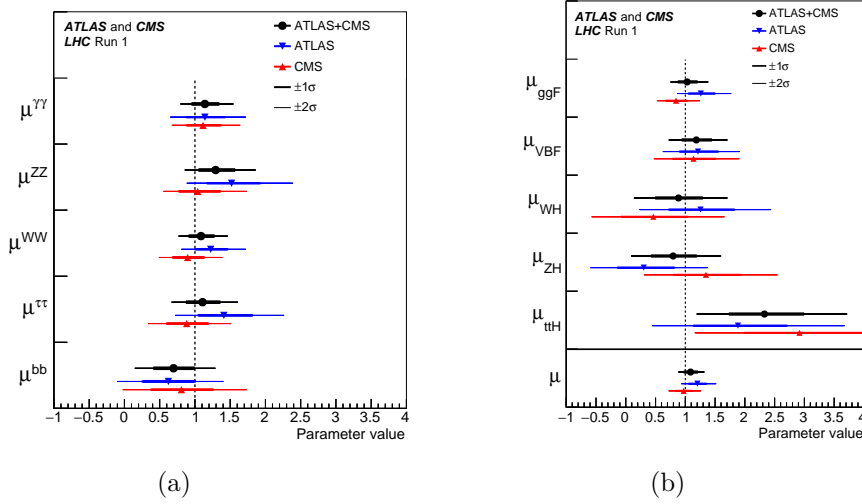 ATLAS and CMS
LHC Run 1
ATLAS+CMS
ATLAS
CMS
±1σ
±2σ
μ^γγ
μ^ZZ
μ^WW
μ^ττ
μ^bb
−1 −0.5 0 0.5 1 1.5 2 2.5 3 3.5 4
Parameter value
(a)
ATLAS and CMS
LHC Run 1
ATLAS+CMS
ATLAS
CMS
±1σ
±2σ
μ_ggF
μ_VBF
μ_WH
μ_ZH
μ_ttH
μ
−1 −0.5 0 0.5 1 1.5 2 2.5 3 3.5 4
Parameter value
(b)